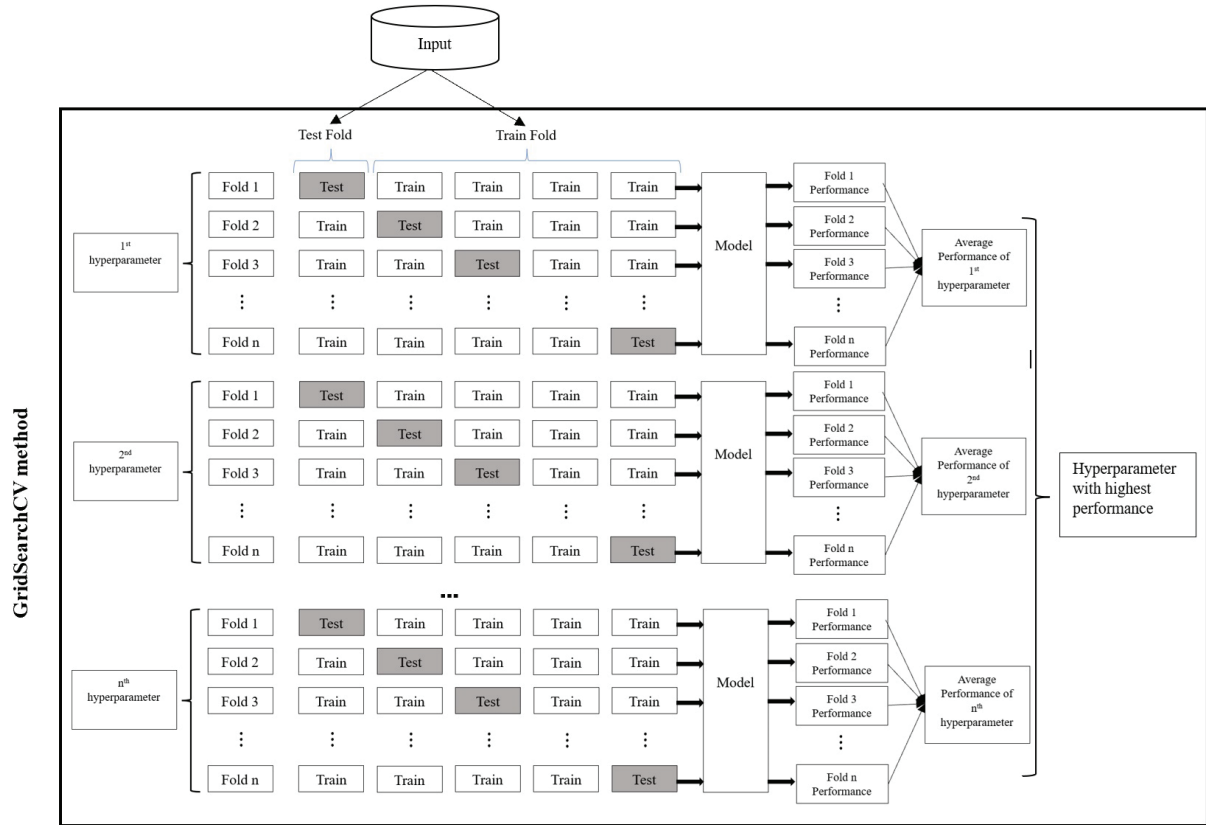 Input
Test Fold
Train Fold
GridSearchCV method
1st
hyperparameter
Fold 1
Test
Train
Train
Train
Train
Fold 2
Train
Test
Train
Train
Train
Fold 3
Train
Train
Test
Train
Train
⋮
⋮
⋮
⋮
⋮
⋮
Fold n
Train
Train
Train
Train
Test
Model
Fold 1
Performance
Fold 2
Performance
Fold 3
Performance
⋮
Fold n
Performance
Average
Performance of
1st
hyperparameter
2nd
hyperparameter
Fold 1
Test
Train
Train
Train
Train
Fold 2
Train
Test
Train
Train
Train
Fold 3
Train
Train
Test
Train
Train
⋮
⋮
⋮
⋮
⋮
⋮
Fold n
Train
Train
Train
Train
Test
Model
Fold 1
Performance
Fold 2
Performance
Fold 3
Performance
⋮
Fold n
Performance
Average
Performance of
2nd
hyperparameter
...
nth
hyperparameter
Fold 1
Test
Train
Train
Train
Train
Fold 2
Train
Test
Train
Train
Train
Fold 3
Train
Train
Test
Train
Train
⋮
⋮
⋮
⋮
⋮
⋮
Fold n
Train
Train
Train
Train
Test
Model
Fold 1
Performance
Fold 2
Performance
Fold 3
Performance
⋮
Fold n
Performance
Average
Performance of
nth
hyperparameter
Hyperparameter
with highest
performance